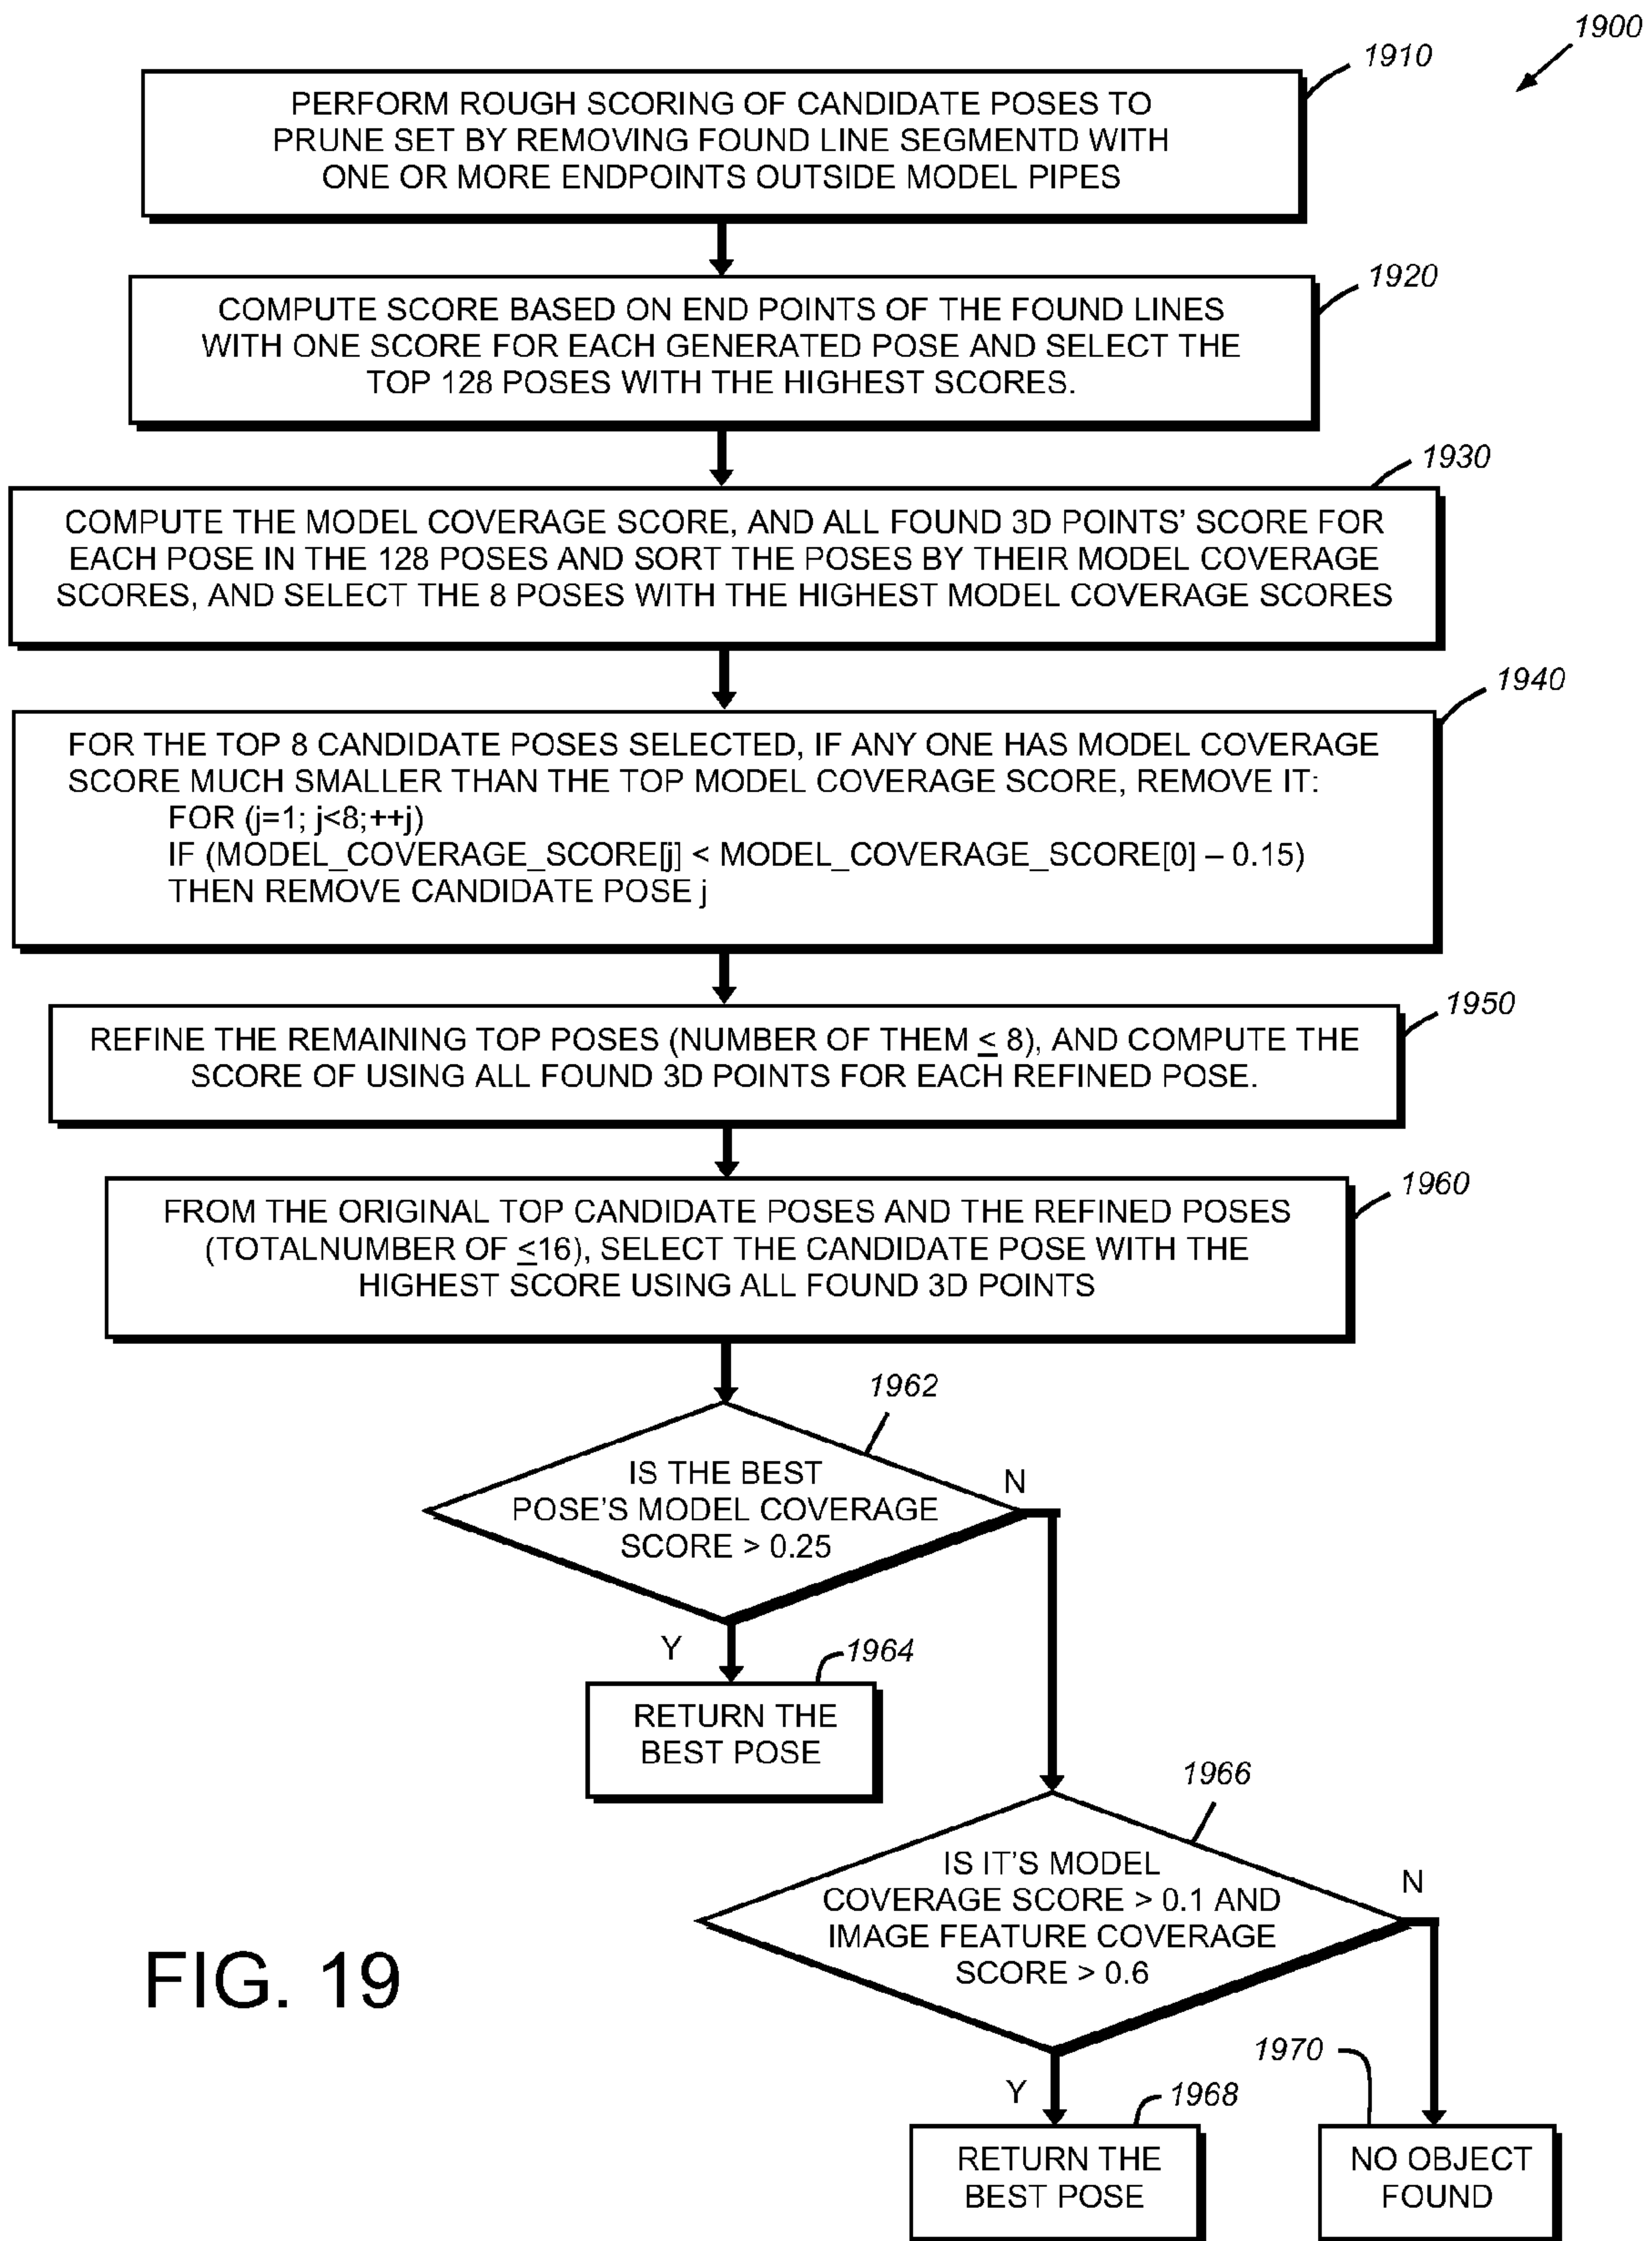 1900
1910
PERFORM ROUGH SCORING OF CANDIDATE POSES TO
PRUNE SET BY REMOVING FOUND LINE SEGMENTD WITH
ONE OR MORE ENDPOINTS OUTSIDE MODEL PIPES
1920
COMPUTE SCORE BASED ON END POINTS OF THE FOUND LINES
WITH ONE SCORE FOR EACH GENERATED POSE AND SELECT THE
TOP 128 POSES WITH THE HIGHEST SCORES.
1930
COMPUTE THE MODEL COVERAGE SCORE, AND ALL FOUND 3D POINTS' SCORE FOR
EACH POSE IN THE 128 POSES AND SORT THE POSES BY THEIR MODEL COVERAGE
SCORES, AND SELECT THE 8 POSES WITH THE HIGHEST MODEL COVERAGE SCORES
1940
FOR THE TOP 8 CANDIDATE POSES SELECTED, IF ANY ONE HAS MODEL COVERAGE
SCORE MUCH SMALLER THAN THE TOP MODEL COVERAGE SCORE, REMOVE IT:
FOR (j=1; j<8;++j)
IF (MODEL_COVERAGE_SCORE[j] < MODEL_COVERAGE_SCORE[0] – 0.15)
THEN REMOVE CANDIDATE POSE j
1950
REFINE THE REMAINING TOP POSES (NUMBER OF THEM ≤ 8), AND COMPUTE THE
SCORE OF USING ALL FOUND 3D POINTS FOR EACH REFINED POSE.
1960
FROM THE ORIGINAL TOP CANDIDATE POSES AND THE REFINED POSES
(TOTALNUMBER OF ≤16), SELECT THE CANDIDATE POSE WITH THE
HIGHEST SCORE USING ALL FOUND 3D POINTS
1962
IS THE BEST
POSE'S MODEL COVERAGE
SCORE > 0.25
N
Y
1964
RETURN THE
BEST POSE
1966
IS IT'S MODEL
COVERAGE SCORE > 0.1 AND
IMAGE FEATURE COVERAGE
SCORE > 0.6
N
Y
1968
RETURN THE
BEST POSE
1970
NO OBJECT
FOUND
FIG. 19